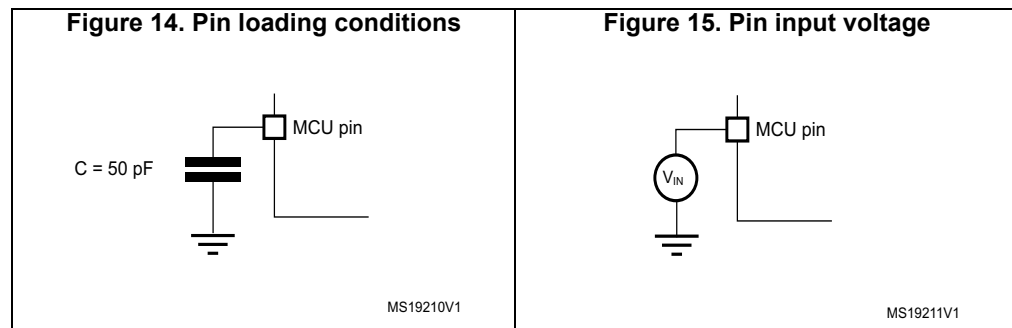 Figure 14. Pin loading conditions
MCU pin
C = 50 pF
MS19210V1
Figure 15. Pin input voltage
MCU pin
VIN
MS19211V1